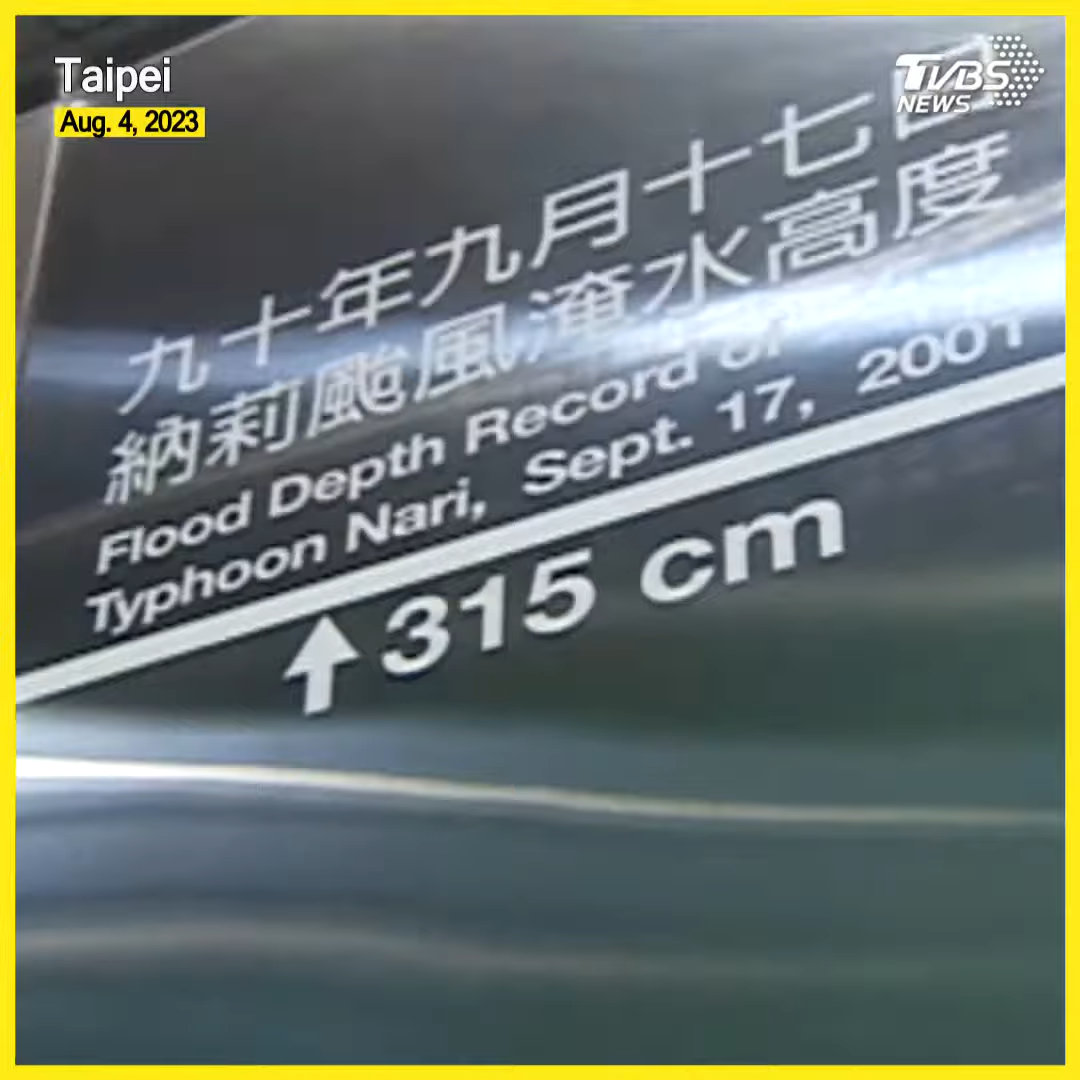 Taipei
Aug. 4, 2023
TVBS
NEWS
九十年九月十七日
納莉颱風淹水高度
Flood Depth Record of
Typhoon Nari, Sept. 17, 2001
315 cm